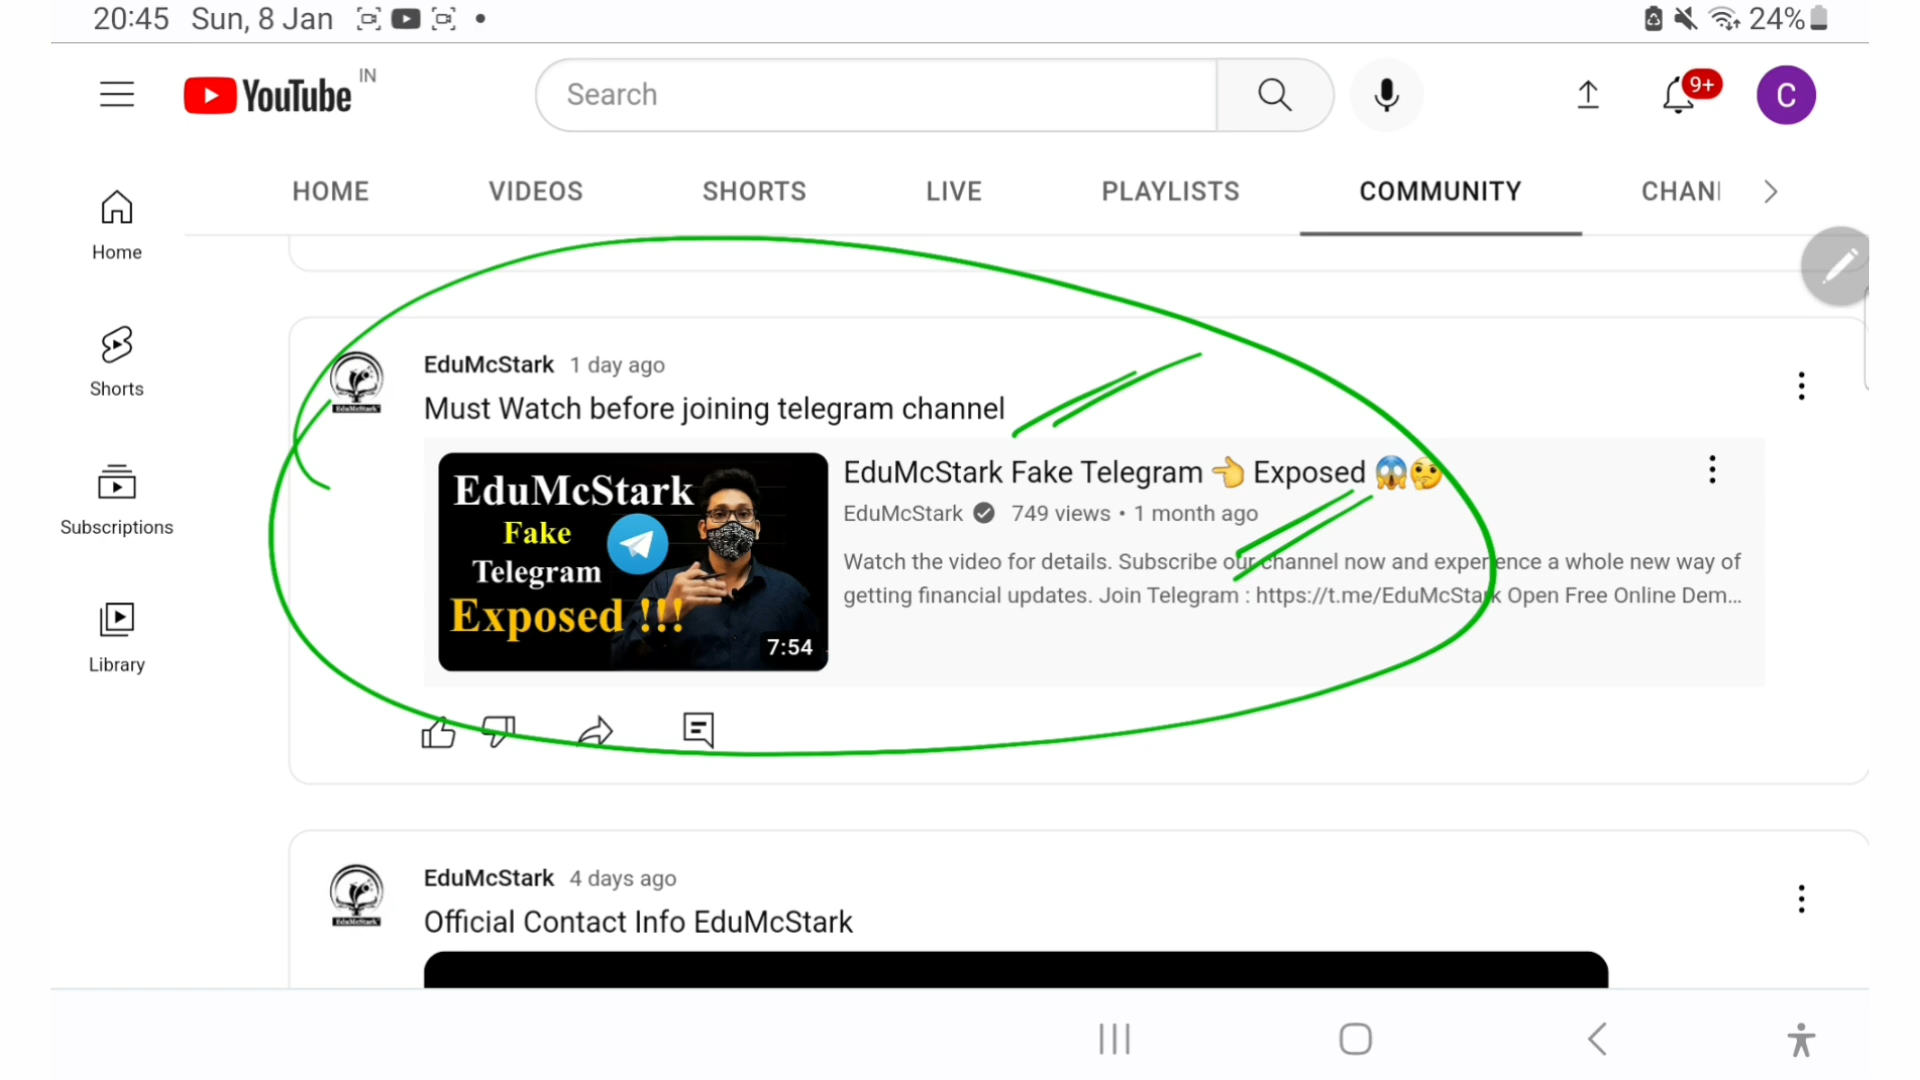 20:45 Sun, 8 Jan
24%
YouTube IN
Search
9+
C
HOME VIDEOS SHORTS LIVE PLAYLISTS COMMUNITY CHAN
Home
Shorts
Subscriptions
Library
EduMcStark 1 day ago
Must Watch before joining telegram channel
EduMcStark
Fake
Telegram
Exposed !!!
7:54
EduMcStark Fake Telegram 👈 Exposed 😱🤔
EduMcStark 749 views • 1 month ago
Watch the video for details. Subscribe our channel now and experience a whole new way of
getting financial updates. Join Telegram : https://t.me/EduMcStark Open Free Online Dem...
EduMcStark
EduMcStark 4 days ago
Official Contact Info EduMcStark
EduMcStark